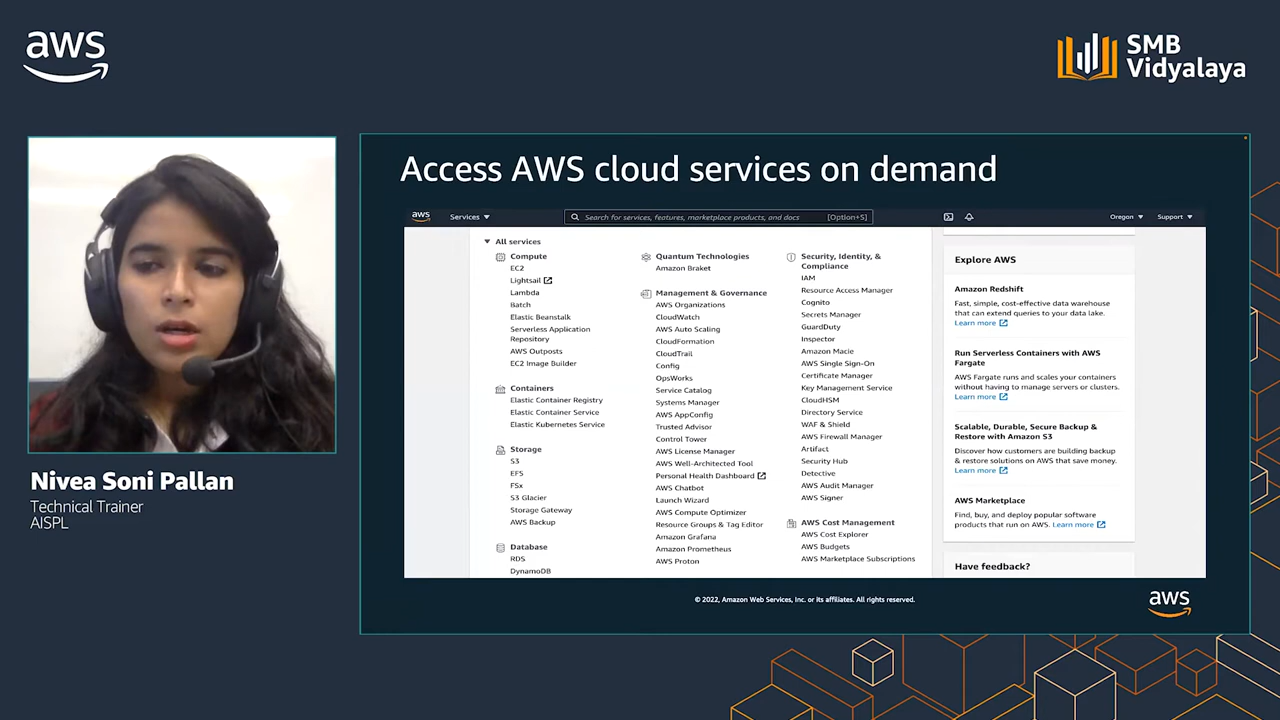 aws
SMB
Vidyalaya
Nivea Soni Pallan
Technical Trainer
AISPL
Access AWS cloud services on demand
aws
Services
Search for services, features, marketplace products, and docs
[Option+S]
Oregon
Support
All services
Compute
EC2
Lightsail
Lambda
Batch
Elastic Beanstalk
Serverless Application
Repository
AWS Outposts
EC2 Image Builder
Containers
Elastic Container Registry
Elastic Container Service
Elastic Kubernetes Service
Storage
S3
EFS
FSx
S3 Glacier
Storage Gateway
AWS Backup
Database
RDS
DynamoDB
Quantum Technologies
Amazon Braket
Management & Governance
AWS Organizations
CloudWatch
AWS Auto Scaling
CloudFormation
CloudTrail
Config
OpsWorks
Service Catalog
Systems Manager
AWS AppConfig
Trusted Advisor
Control Tower
AWS License Manager
AWS Well-Architected Tool
Personal Health Dashboard
AWS Chatbot
Launch Wizard
AWS Compute Optimizer
Resource Groups & Tag Editor
Amazon Grafana
Amazon Prometheus
AWS Proton
Security, Identity, &
Compliance
IAM
Resource Access Manager
Cognito
Secrets Manager
GuardDuty
Inspector
Amazon Macie
AWS Single Sign-On
Certificate Manager
Key Management Service
CloudHSM
Directory Service
WAF & Shield
AWS Firewall Manager
Artifact
Security Hub
Detective
AWS Audit Manager
AWS Signer
AWS Cost Management
AWS Cost Explorer
AWS Budgets
AWS Marketplace Subscriptions
Explore AWS
Amazon Redshift
Fast, simple, cost-effective data warehouse
that can extend queries to your data lake.
Learn more
Run Serverless Containers with AWS
Fargate
AWS Fargate runs and scales your containers
without having to manage servers or clusters.
Learn more
Scalable, Durable, Secure Backup &
Restore with Amazon S3
Discover how customers are building backup
& restore solutions on AWS that save money.
Learn more
AWS Marketplace
Find, buy, and deploy popular software
products that run on AWS. Learn more
Have feedback?
© 2022, Amazon Web Services, Inc. or its affiliates. All rights reserved.
aws